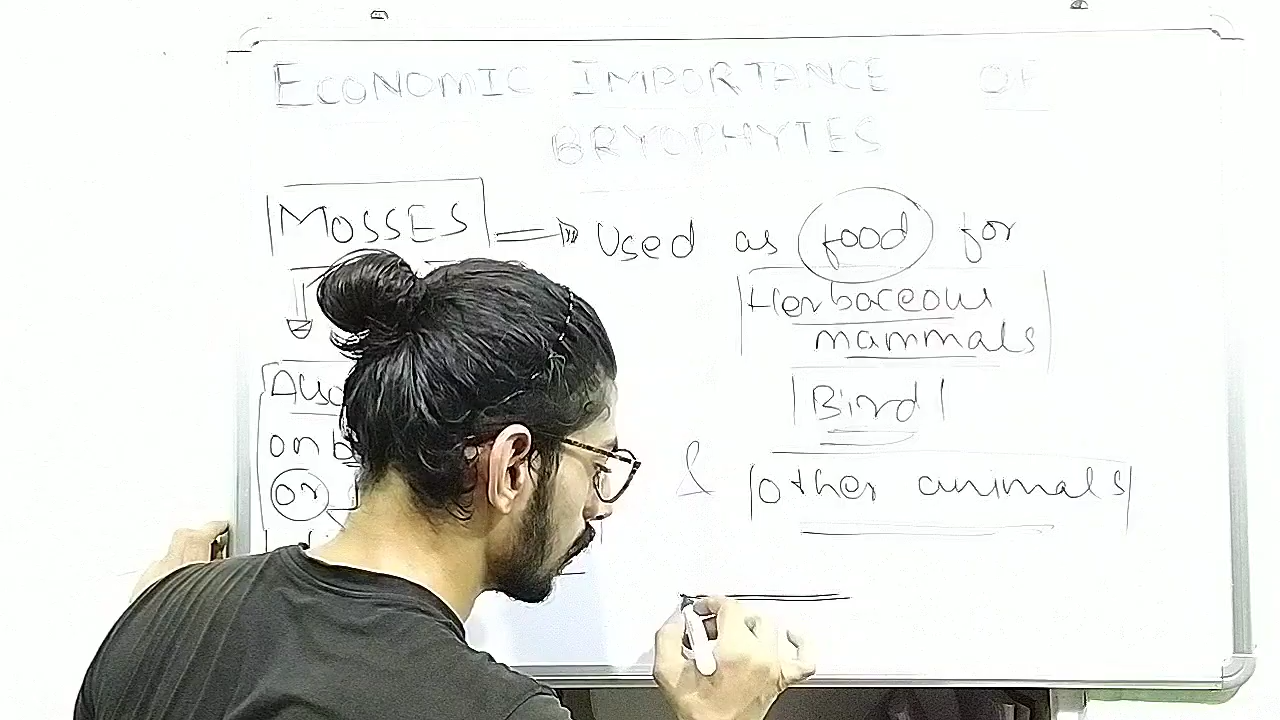 ECONOMIC IMPORTANCE OF
BRYOPHYTES
MOSSES Used as food for
Herbaceous
mammals
Bird
& other animals
on
or